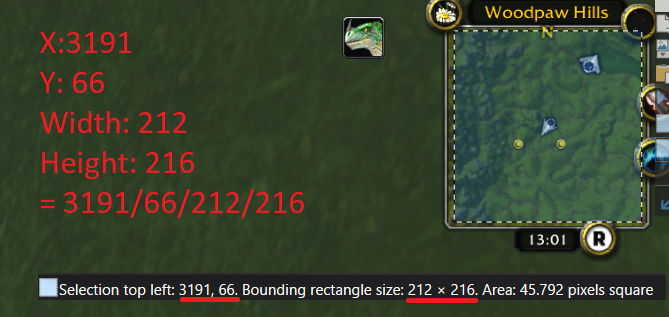 Woodpaw Hills
N
X:3191
Y: 66
Width: 212
Height: 216
= 3191/66/212/216
13:01
R
Selection top left: 3191, 66. Bounding rectangle size: 212 × 216. Area: 45.792 pixels square